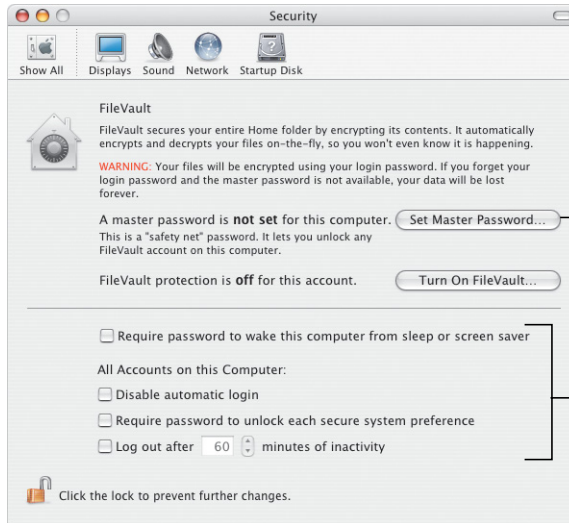 Security
Show All Displays Sound Network Startup Disk
FileVault
FileVault secures your entire Home folder by encrypting its contents. It automatically
encrypts and decrypts your files on-the-fly, so you won't even know it is happening.
WARNING: Your files will be encrypted using your login password. If you forget your
login password and the master password is not available, your data will be lost
forever.
A master password is not set for this computer. Set Master Password...
This is a "safety net" password. It lets you unlock any
FileVault account on this computer.
FileVault protection is off for this account. Turn On FileVault...
Require password to wake this computer from sleep or screen saver
All Accounts on this Computer:
Disable automatic login
Require password to unlock each secure system preference
Log out after 60 minutes of inactivity
Click the lock to prevent further changes.